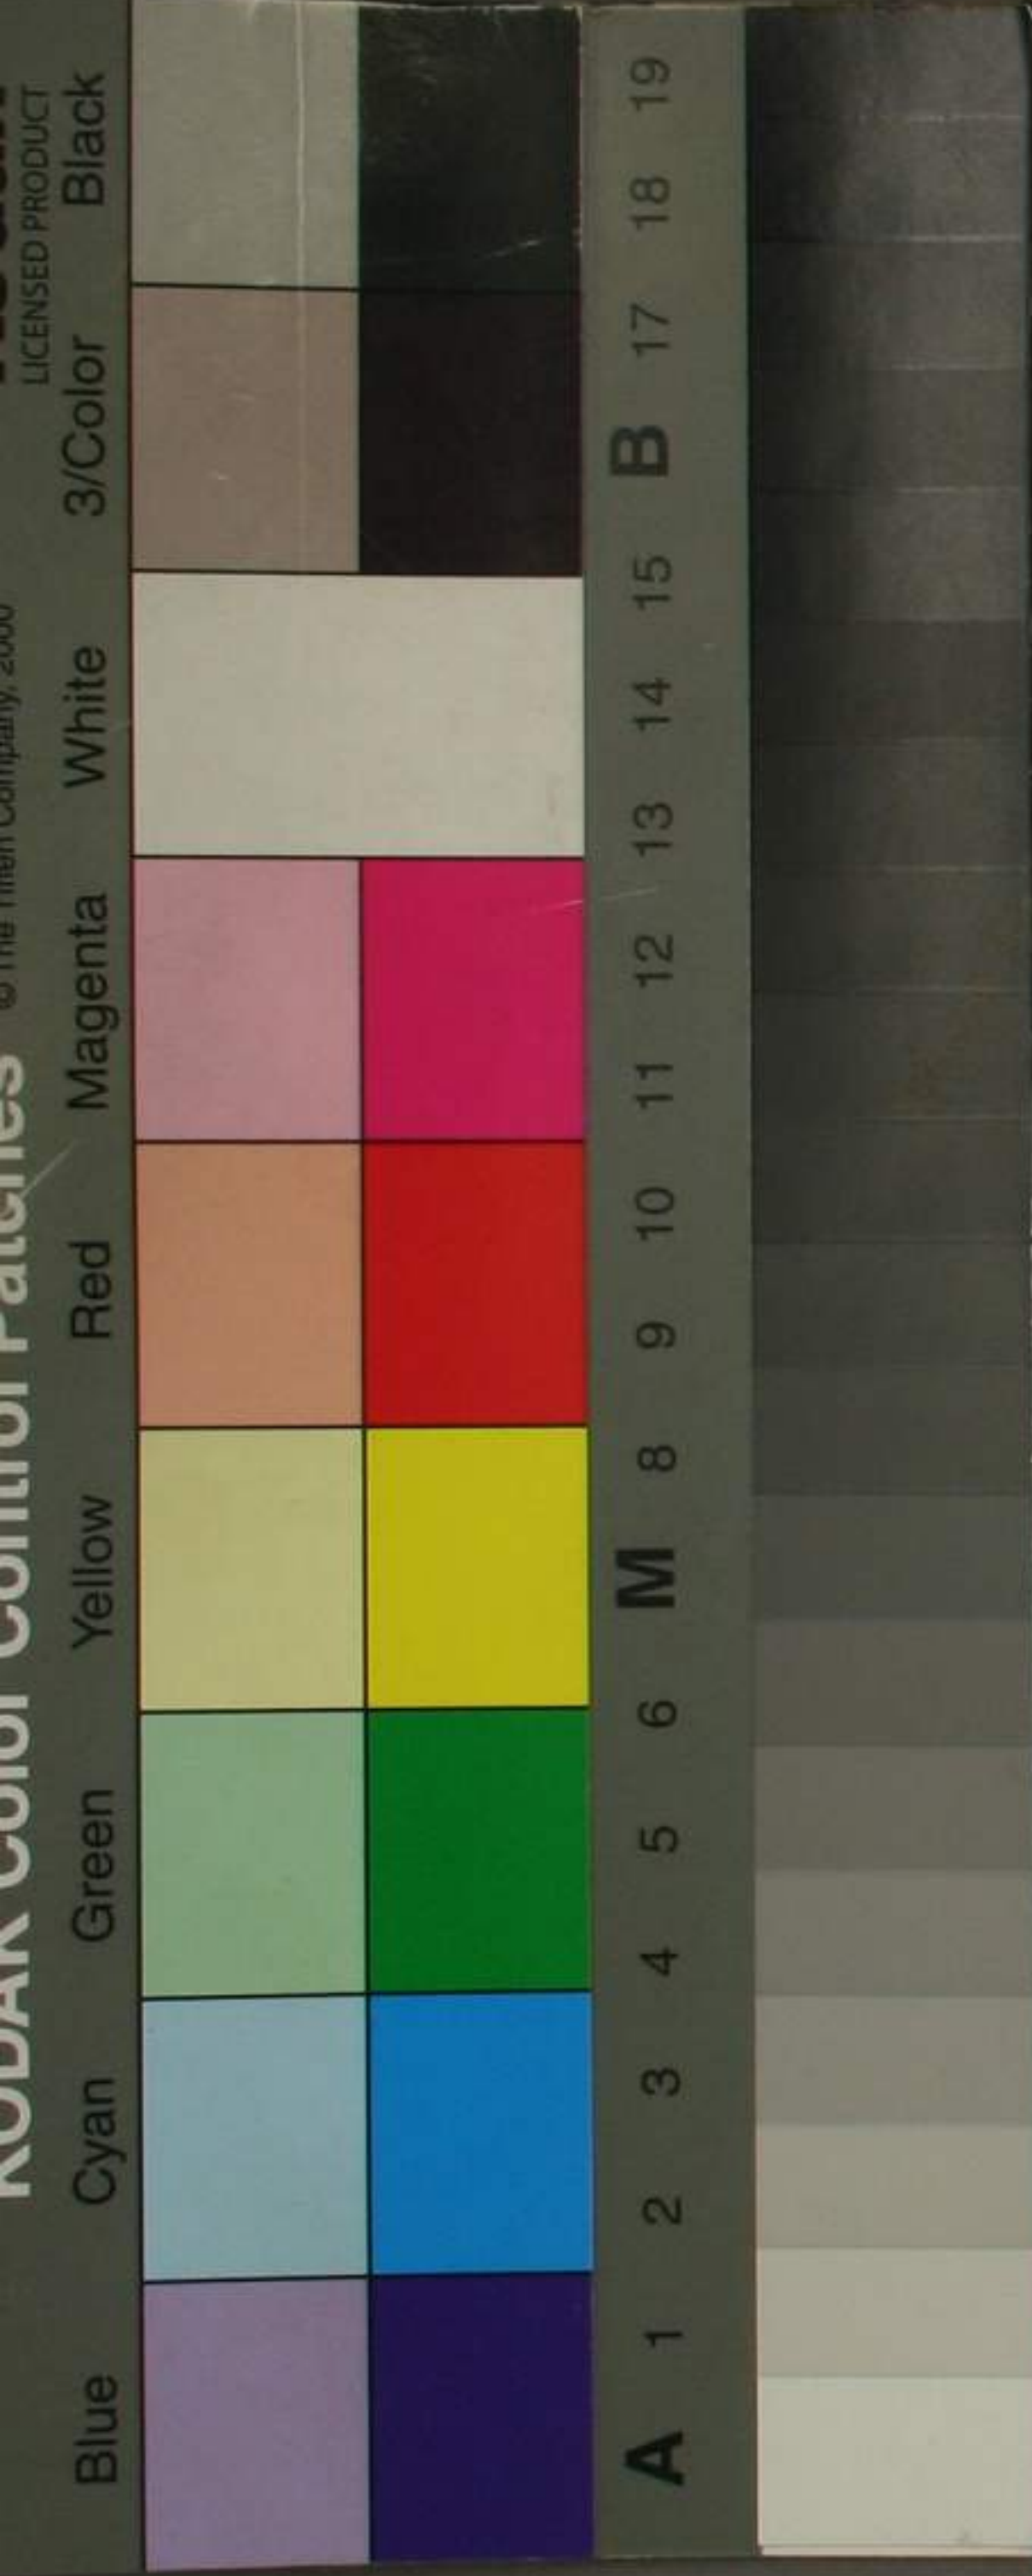 KODAK Color Control Patches © The Tiffen Company, 2000
LICENSED PRODUCT
Blue Cyan Green Yellow Red Magenta White 3/Color Black
A 1 2 3 4 5 6 M 8 9 10 11 12 13 14 15 B 17 18 19